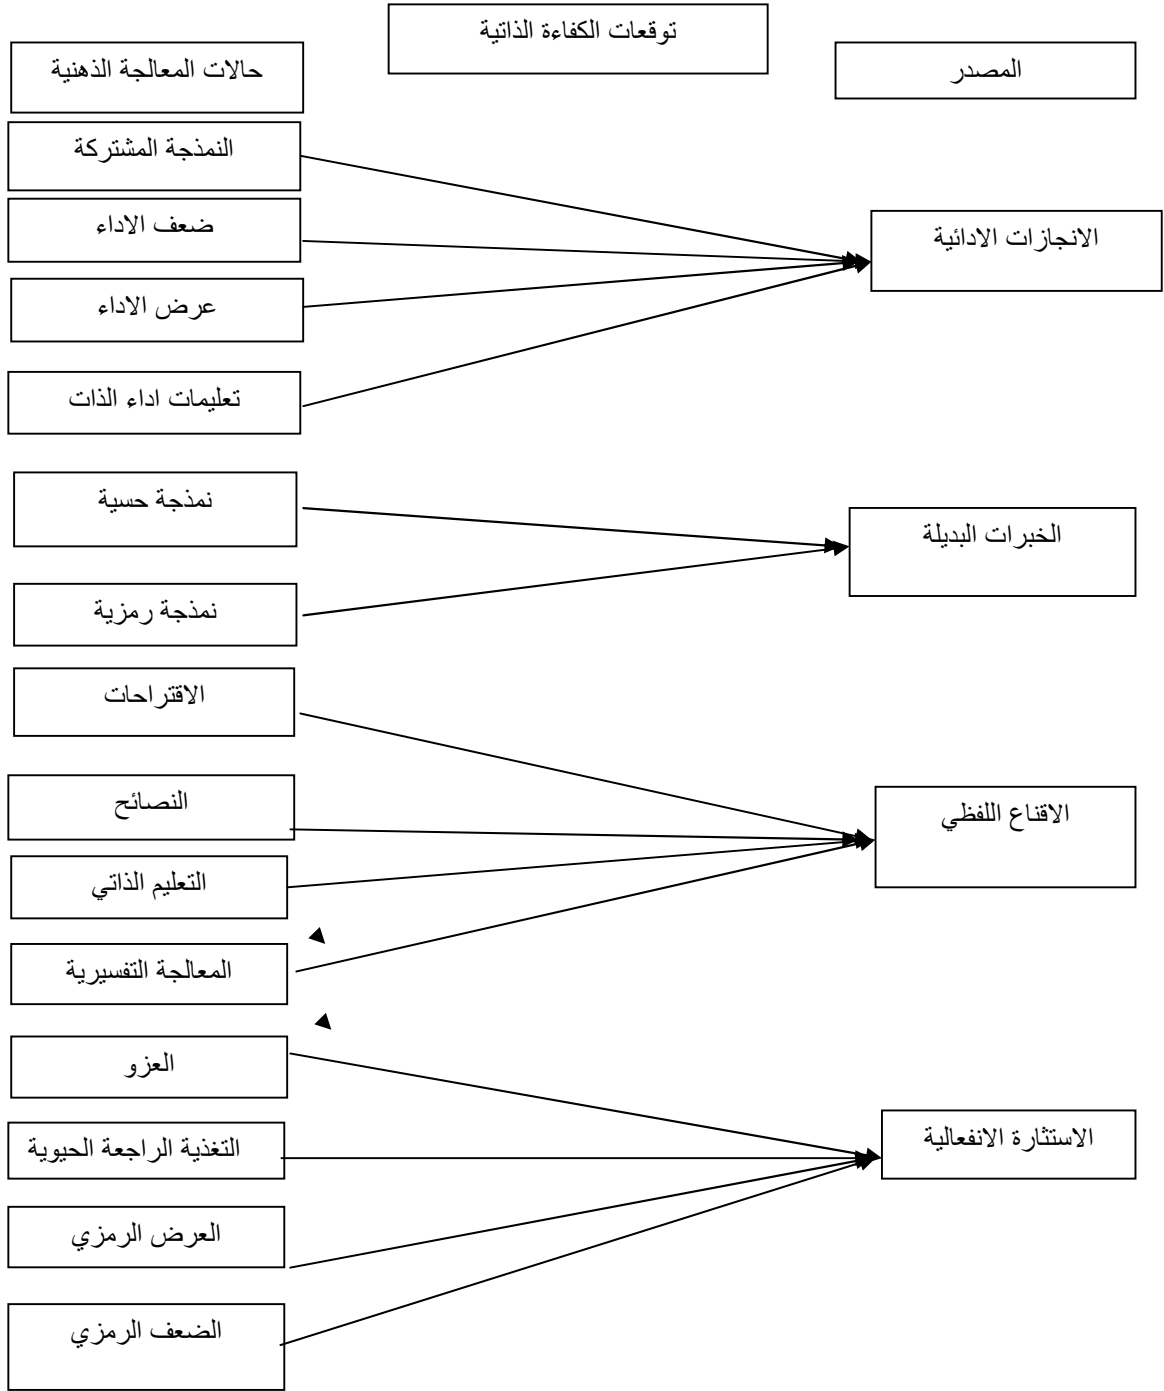 توقعات الكفاءة الذاتية
المصدر
حالات المعالجة الذهنية
النمذجة المشتركة
ضعف الاداء
الانجازات الادائية
عرض الاداء
تعليمات اداء الذات
نمذجة حسية
الخبرات البديلة
نمذجة رمزية
الاقتراحات
النصائح
الاقناع اللفظي
التعليم الذاتي
المعالجة التفسيرية
العزو
الاستثارة الانفعالية
التغذية الراجعة الحيوية
العرض الرمزي
الضعف الرمزي